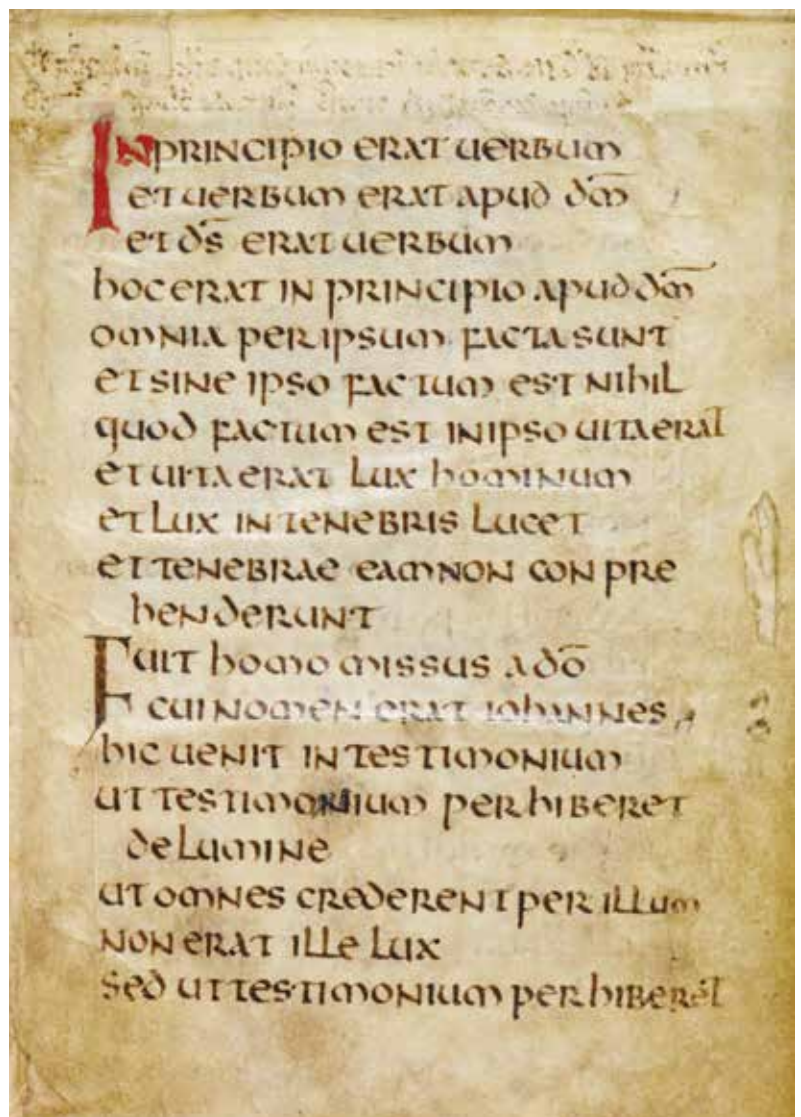 IN PRINCIPIO ERAT UERBUM
ET UERBUM ERAT APUD DM̄
ET DS̄ ERAT UERBUM
HOC ERAT IN PRINCIPIO APUD DM̄
OMNIA PER IPSUM FACTA SUNT
ET SINE IPSO FACTUM EST NIHIL
QUOD FACTUM EST IN IPSO UITA ERAT
ET UITA ERAT LUX HOMINUM
ET LUX IN TENEBRIS LUCET
ET TENEBRAE EAM NON CONPRE
HENDERUNT
FUIT HOMO MISSUS A DŌ
CUI NOMEN ERAT IOHANNES
HIC UENIT IN TESTIMONIUM
UT TESTIMONIUM PERHIBERET
DE LUMINE
UT OMNES CREDERENT PER ILLUM
NON ERAT ILLE LUX
SED UT TESTIMONIUM PERHIBERET